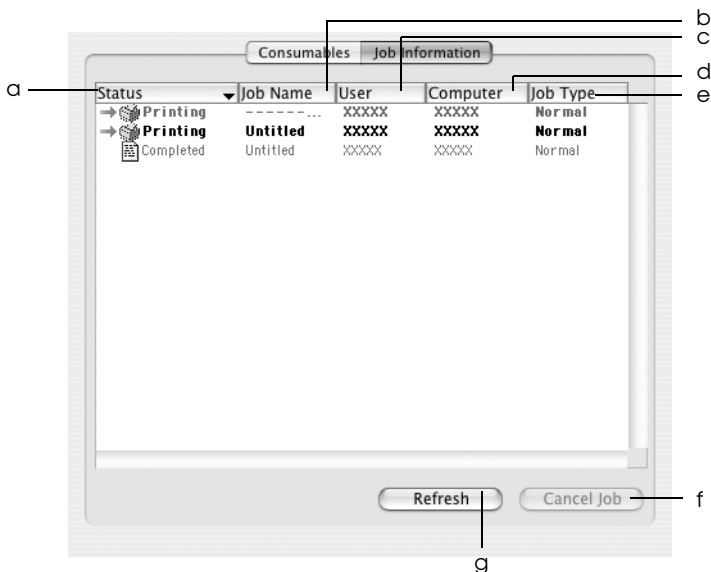 b
Consumables Job Information
c
d
a Status Job Name User Computer Job Type e
Printing ------... XXXXX XXXXX Normal
Printing Untitled XXXXX XXXXX Normal
Completed Untitled XXXXX XXXXX Normal
Refresh Cancel Job f
g